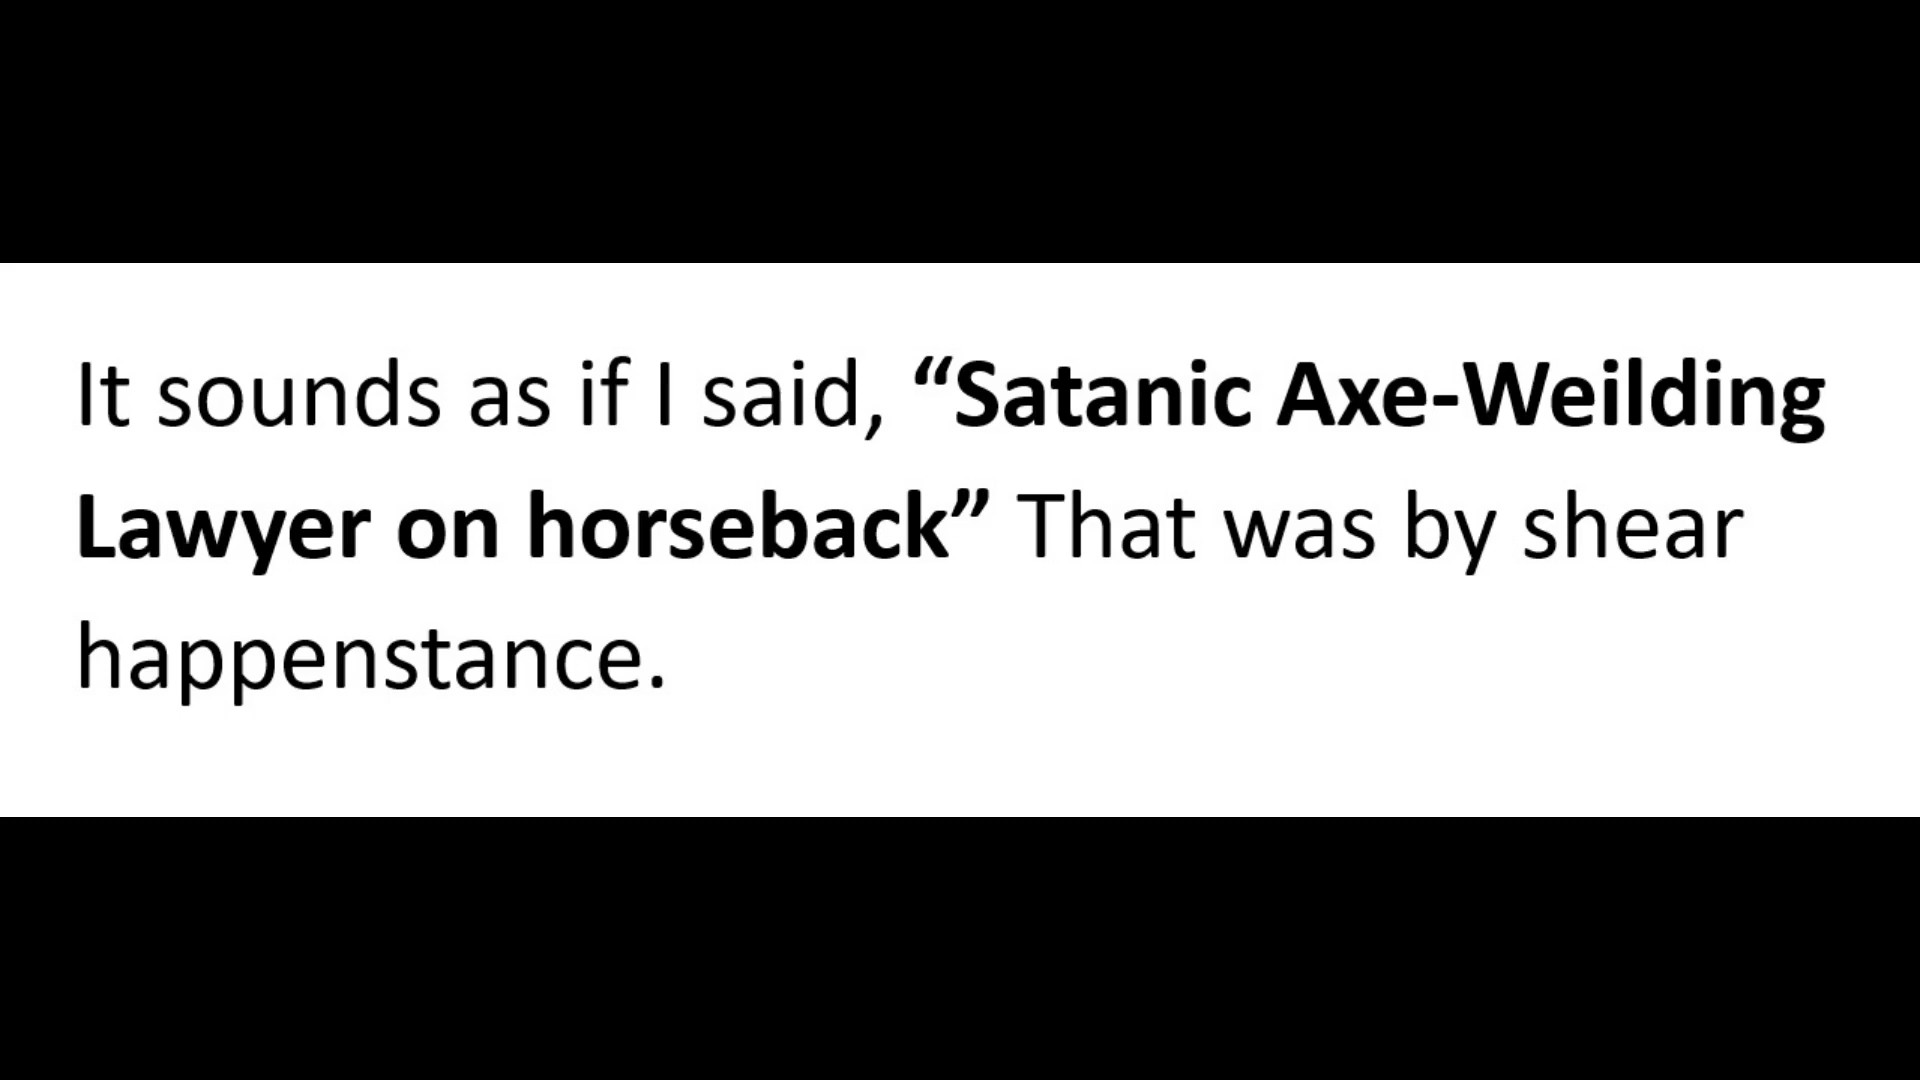 It sounds as if I said, “Satanic Axe-Weilding
Lawyer on horseback” That was by shear
happenstance.